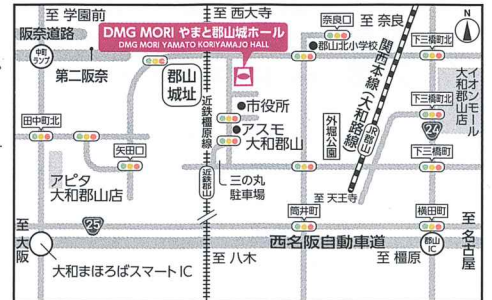 至 学園前
至 西大寺
奈良口
至 奈良
N
阪奈道路
DMG MORI やまと郡山城ホール
DMG MORI YAMATO KORIYAMAJO HALL
中町
ランプ
郡山北小学校
下三橋町北
第二阪奈
郡山
城址
近鉄橿原線
市役所
関西本線(大和路線)
イオンモール
大和郡山店
下三橋町北
田中町北
アスモ
大和郡山
外堀公園
JR郡山
24
矢田口
下三橋町
アピタ
大和郡山店
近鉄郡山
三の丸
駐車場
至 天王寺
25
筒井町
横田町
至 大阪
西名阪自動車道
郡山
IC
至 名古屋
大和まほろばスマートIC
至 八木
至 橿原